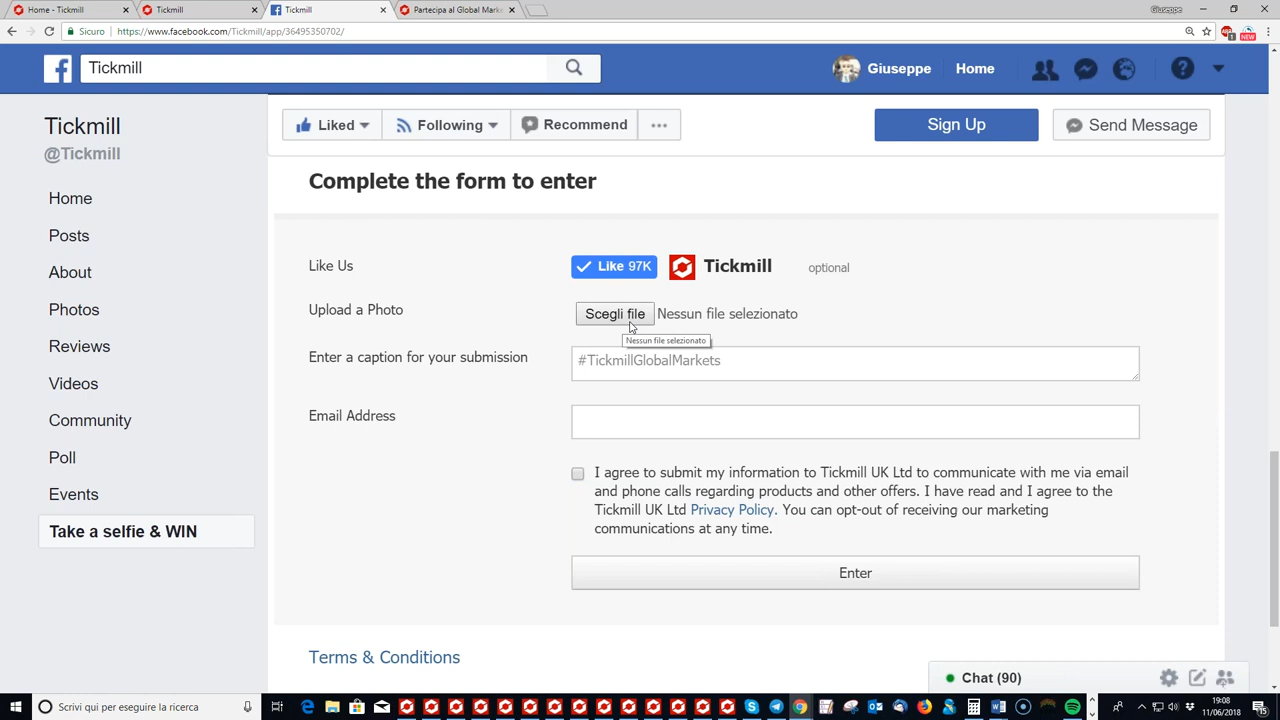 Home - Tickmill
Tickmill
Tickmill
Partecipa al Global Marke
Giuseppe
Sicuro
https://www.facebook.com/Tickmill/app/36495350702/
NEW
Tickmill
Giuseppe
Home
Tickmill
@Tickmill
Liked
Following
Recommend
Sign Up
Send Message
Home
Posts
About
Photos
Reviews
Videos
Community
Poll
Events
Take a selfie & WIN
Complete the form to enter
Like Us
Like 97K
Tickmill
optional
Upload a Photo
Scegli file
Nessun file selezionato
Nessun file selezionato
Enter a caption for your submission
#TickmillGlobalMarkets
Email Address
I agree to submit my information to Tickmill UK Ltd to communicate with me via email
and phone calls regarding products and other offers. I have read and I agree to the
Tickmill UK Ltd Privacy Policy. You can opt-out of receiving our marketing
communications at any time.
Enter
Terms & Conditions
Chat (90)
Scrivi qui per eseguire la ricerca
19:08
11/06/2018